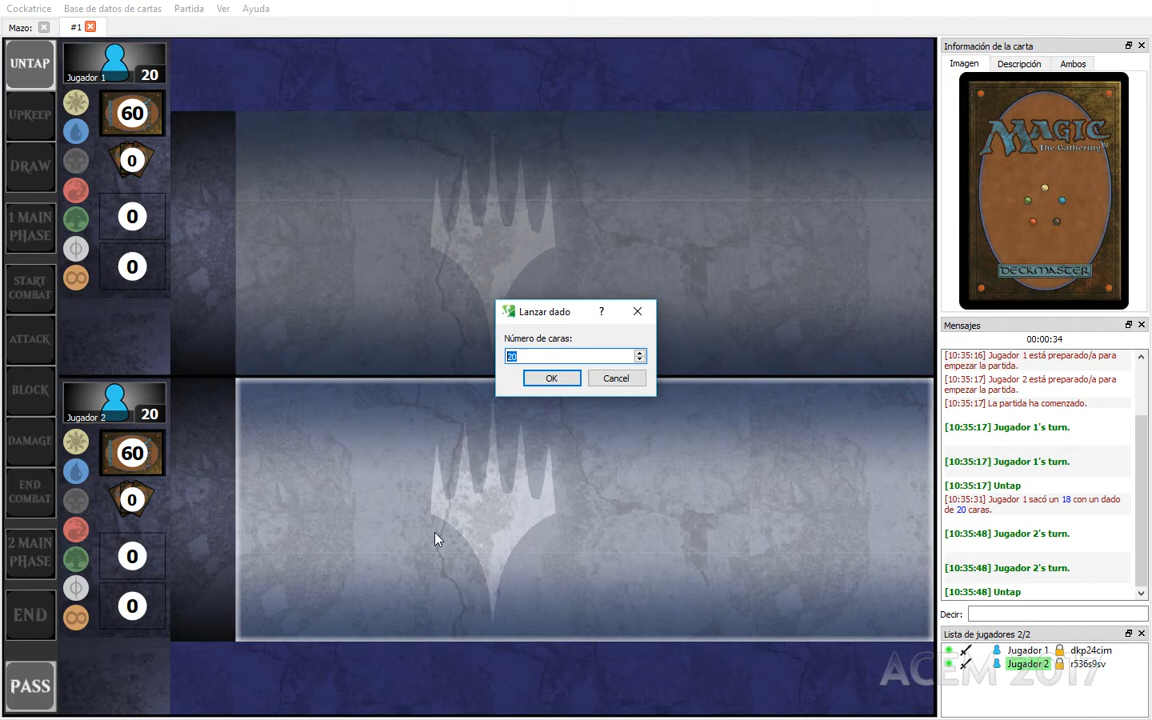 Cockatrice Base de datos de cartas Partida Ver Ayuda
Mazo: #1
UNTAP
UPKEEP
DRAW
1 MAIN
PHASE
START
COMBAT
ATTACK
BLOCK
DAMAGE
END
COMBAT
2 MAIN
PHASE
END
PASS
Jugador 1 20
60
0
0
0
Jugador 2 20
60
0
0
0
Lanzar dado ?
Número de caras:
20
OK Cancel
Información de la carta
Imagen Descripción Ambos
MAGIC
The Gathering
DECKMASTER
Mensajes
00:00:34
[10:35:16] Jugador 1 está preparado/a para
empezar la partida.
[10:35:17] Jugador 2 está preparado/a para
empezar la partida.
[10:35:17] La partida ha comenzado.
[10:35:17] Jugador 1's turn.
[10:35:17] Jugador 1's turn.
[10:35:17] Untap
[10:35:31] Jugador 1 sacó un 18 con un dado
de 20 caras.
[10:35:48] Jugador 2's turn.
[10:35:48] Jugador 2's turn.
[10:35:48] Untap
Decir:
Lista de jugadores 2/2
Jugador 1 dkp24cim
Jugador 2 r536s9sv
ACEM 2017